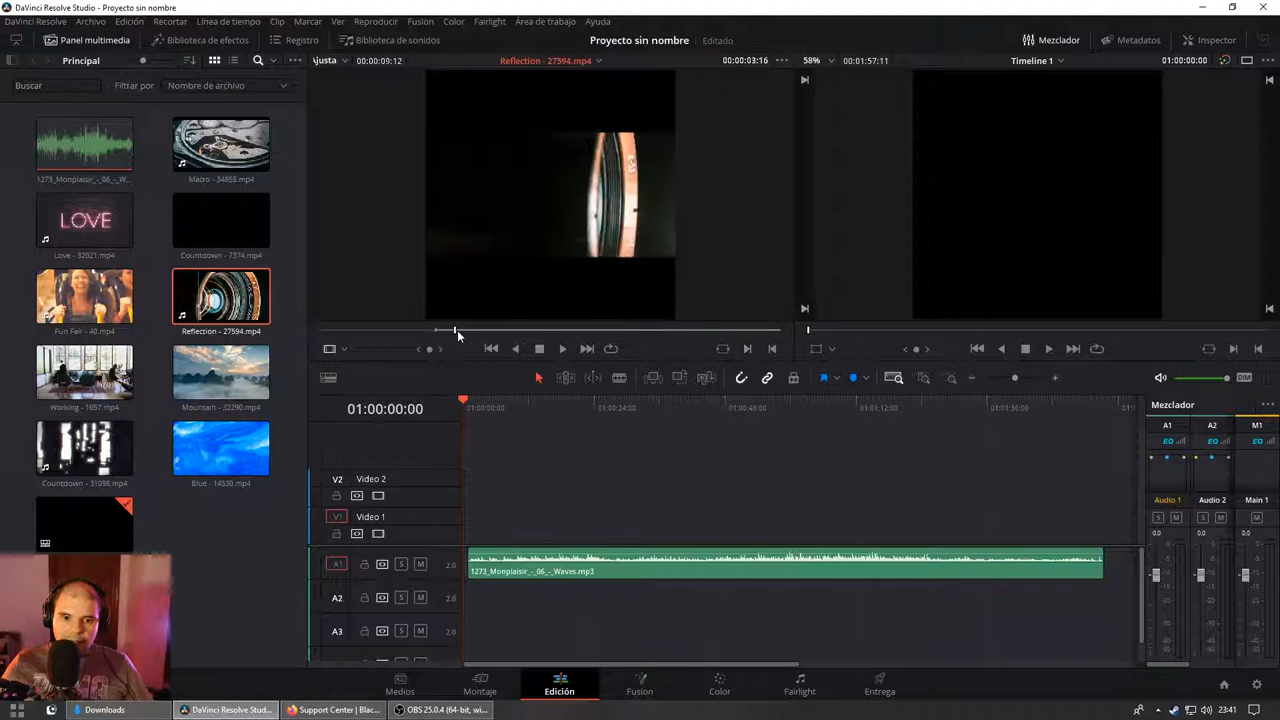 DaVinci Resolve Studio - Proyecto sin nombre
DaVinci Resolve Archivo Edición Recortar Línea de tiempo Clip Marcar Ver Reproducir Fusion Color Fairlight Área de trabajo Ayuda
Panel multimedia Biblioteca de efectos Registro Biblioteca de sonidos Proyecto sin nombre Editado Mezclador Metadatos Inspector
Principal Ajusta 00:00:09:12 Reflection - 27594.mp4 00:00:03:16 58% 00:01:57:11 Timeline 1 01:00:00:00
Buscar Filtrar por Nombre de archivo
1273_Monplaisir_-_06_-_W... Macro - 34855.mp4
LOVE
Love - 32021.mp4 Countdown - 7374.mp4
Fun Fair - 40.mp4 Reflection - 27594.mp4
Working - 1057.mp4 Mountain - 32290.mp4
Countdown - 31098.mp4 Blue - 14530.mp4
DIM
01:00:00:00 01:00:00:00 01:00:24:00 01:00:48:00 01:01:12:00 01:01:36:00
Mezclador
A1 A2 M1
EQ EQ EQ
V2 Video 2
V1 Video 1
Audio 1 Audio 2 Main 1
S M S M M
0.0 0.0 0.0
A1 S M 2.0
1273_Monplaisir_-_06_-_Waves.mp3
A2 S M 2.0
A3 S M 2.0
Medios Montaje Edición Fusion Color Fairlight Entrega
Downloads DaVinci Resolve Stud... Support Center | Blac... OBS 25.0.4 (64-bit, wi... 23:41